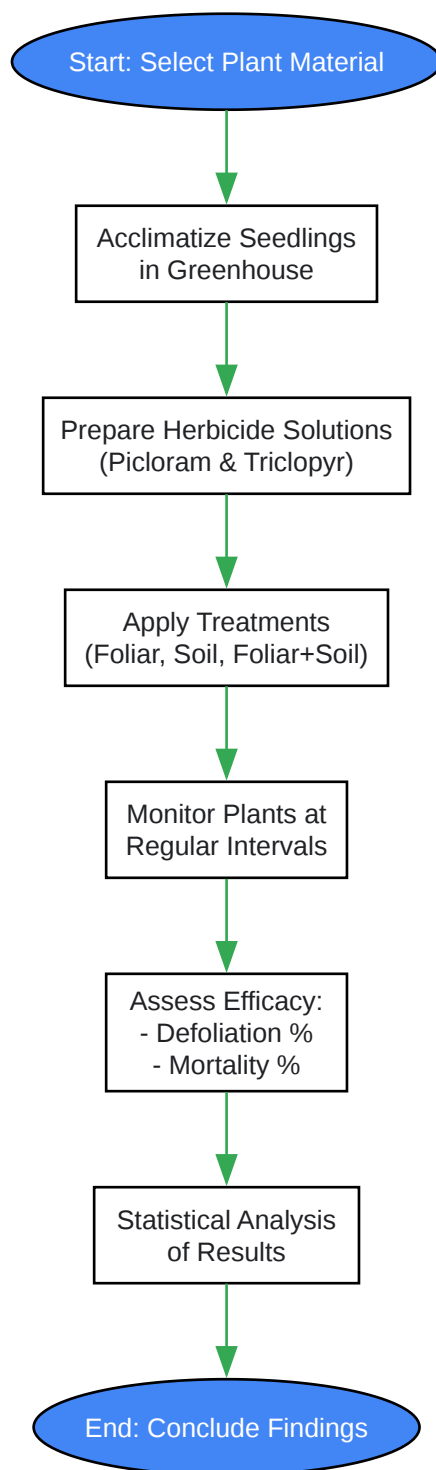 Start: Select Plant Material
Acclimatize Seedlings
in Greenhouse
Prepare Herbicide Solutions
(Picloram & Triclopyr)
Apply Treatments
(Foliar, Soil, Foliar+Soil)
Monitor Plants at
Regular Intervals
Assess Efficacy:
- Defoliation %
- Mortality %
Statistical Analysis
of Results
End: Conclude Findings